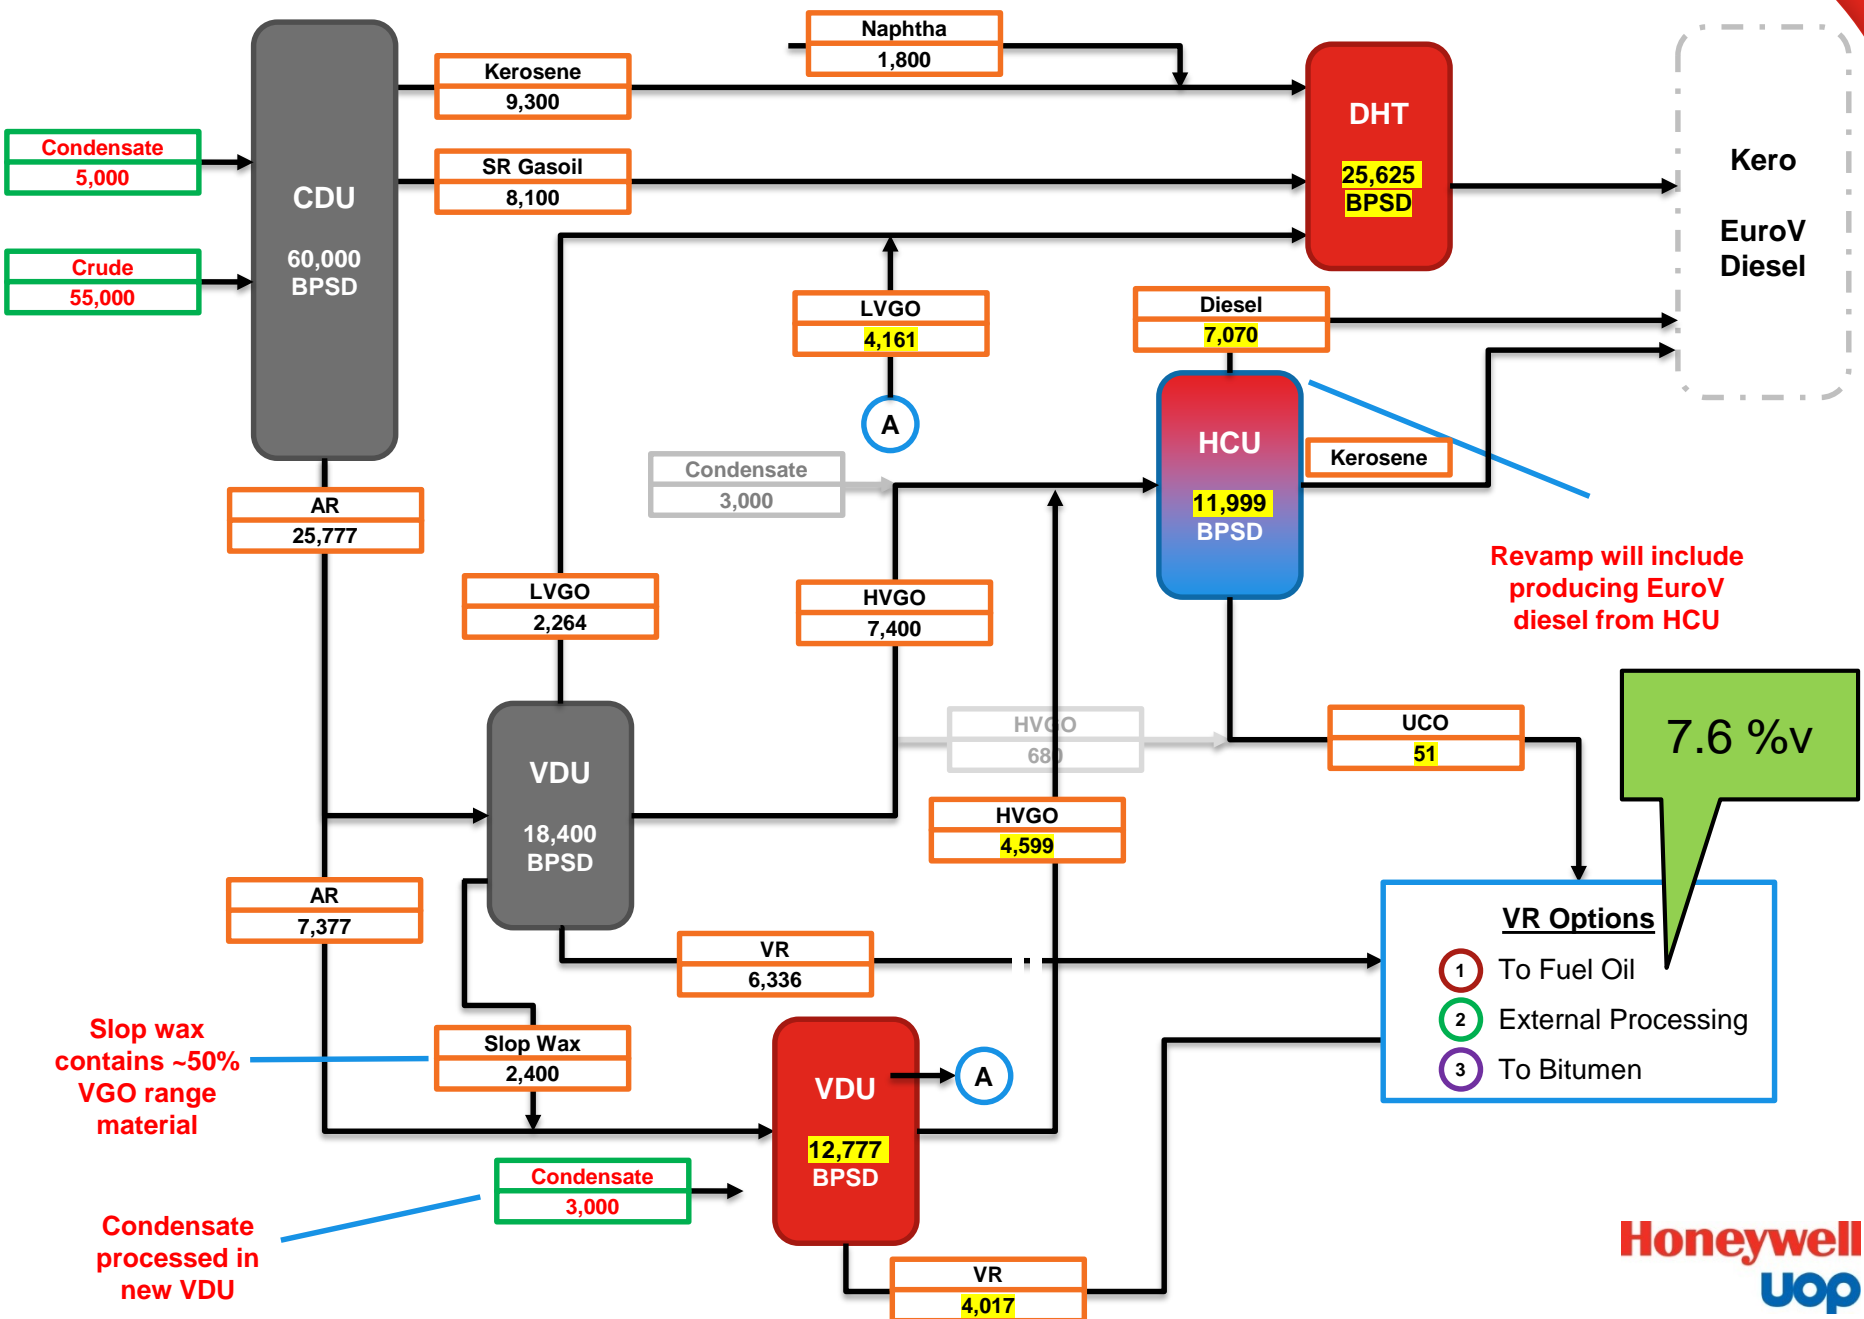 Naphtha
1,800
Kerosene
9,300
Condensate
5,000
SR Gasoil
8,100
CDU
60,000
BPSD
Crude
55,000
DHT
25,625
BPSD
Kero
EuroV
Diesel
LVGO
4,161
A
Diesel
7,070
HCU
11,999
BPSD
Kerosene
Condensate
3,000
AR
25,777
Revamp will include
producing EuroV
diesel from HCU
LVGO
2,264
HVGO
7,400
HVGO
680
UCO
51
7.6 %v
VDU
18,400
BPSD
HVGO
4,599
AR
7,377
VR
6,336
VR Options
1 To Fuel Oil
2 External Processing
3 To Bitumen
Slop wax
contains ~50%
VGO range
material
Slop Wax
2,400
VDU
12,777
BPSD
A
Condensate
3,000
Condensate
processed in
new VDU
VR
4,017
Honeywell
UOP